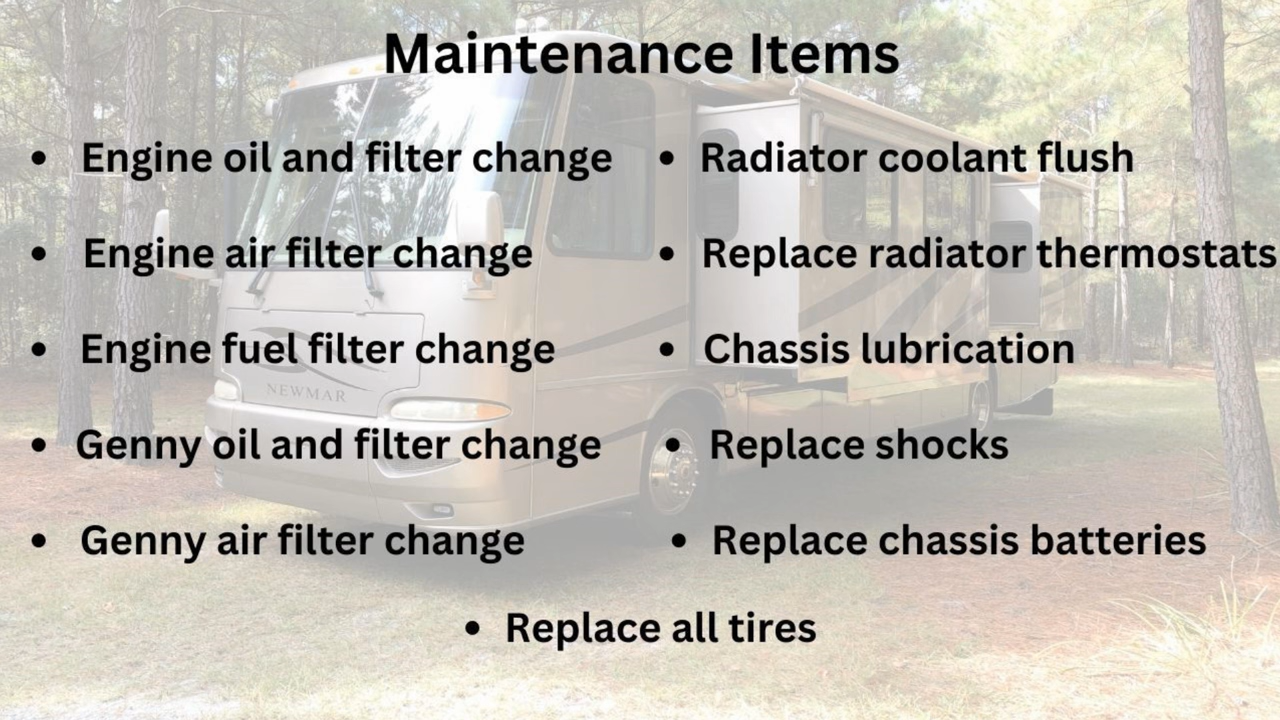 Maintenance Items
• Engine oil and filter change
• Engine air filter change
• Engine fuel filter change
• Genny oil and filter change
• Genny air filter change
• Radiator coolant flush
• Replace radiator thermostats
• Chassis lubrication
• Replace shocks
• Replace chassis batteries
• Replace all tires
NEWMAR